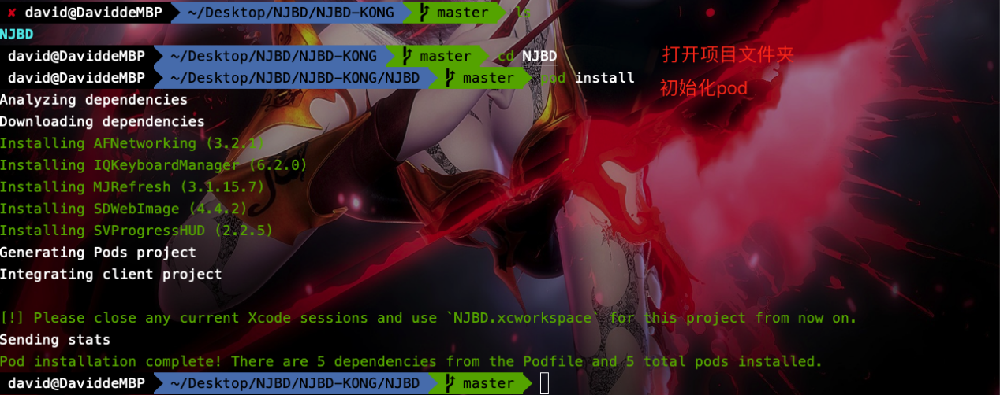 ✘ david@DaviddeMBP ~/Desktop/NJBD/NJBD-KONG master ls
NJBD
david@DaviddeMBP ~/Desktop/NJBD/NJBD-KONG master cd NJBD 打开项目文件夹
david@DaviddeMBP ~/Desktop/NJBD/NJBD-KONG/NJBD master pod install 初始化pod
Analyzing dependencies
Downloading dependencies
Installing AFNetworking (3.2.1)
Installing IQKeyboardManager (6.2.0)
Installing MJRefresh (3.1.15.7)
Installing SDWebImage (4.4.2)
Installing SVProgressHUD (2.2.5)
Generating Pods project
Integrating client project
[!] Please close any current Xcode sessions and use `NJBD.xcworkspace` for this project from now on.
Sending stats
Pod installation complete! There are 5 dependencies from the Podfile and 5 total pods installed.
david@DaviddeMBP ~/Desktop/NJBD/NJBD-KONG/NJBD master